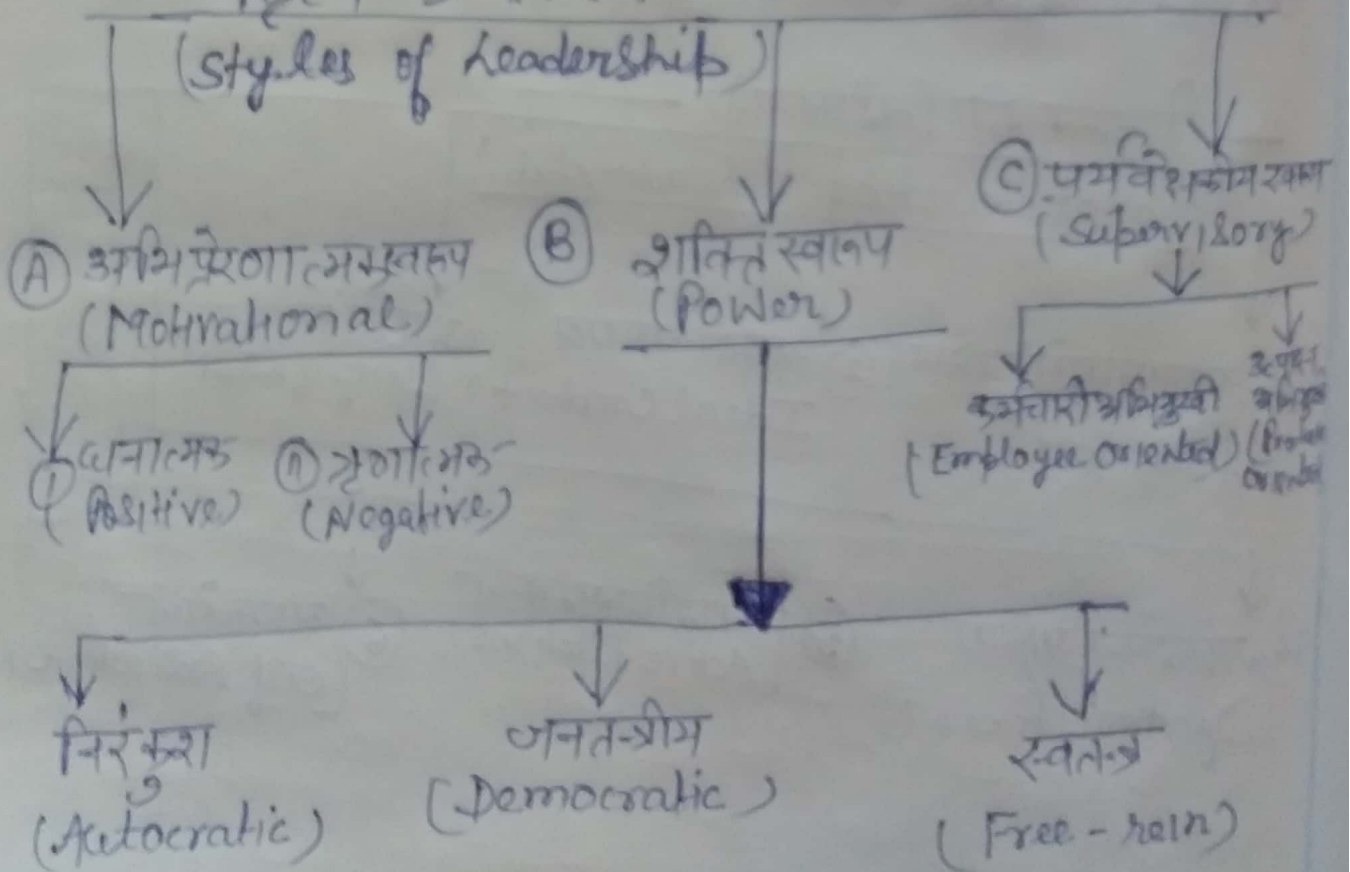 (Styles of Leadership)
(A) अभिप्रेरणात्मक स्वरूप
(Motivational)
(i) धनात्मक
(Positive)
(ii) ऋणात्मक
(Negative)
(B) शक्ति स्वरूप
(Power)
(C) पर्यवेक्षकीय स्वरूप
(Supervisory)
कर्मचारी अभिमुखी
(Employee oriented)
निरंकुश
(Autocratic)
जनतन्त्रीय
(Democratic)
स्वतन्त्र
(Free-rein)